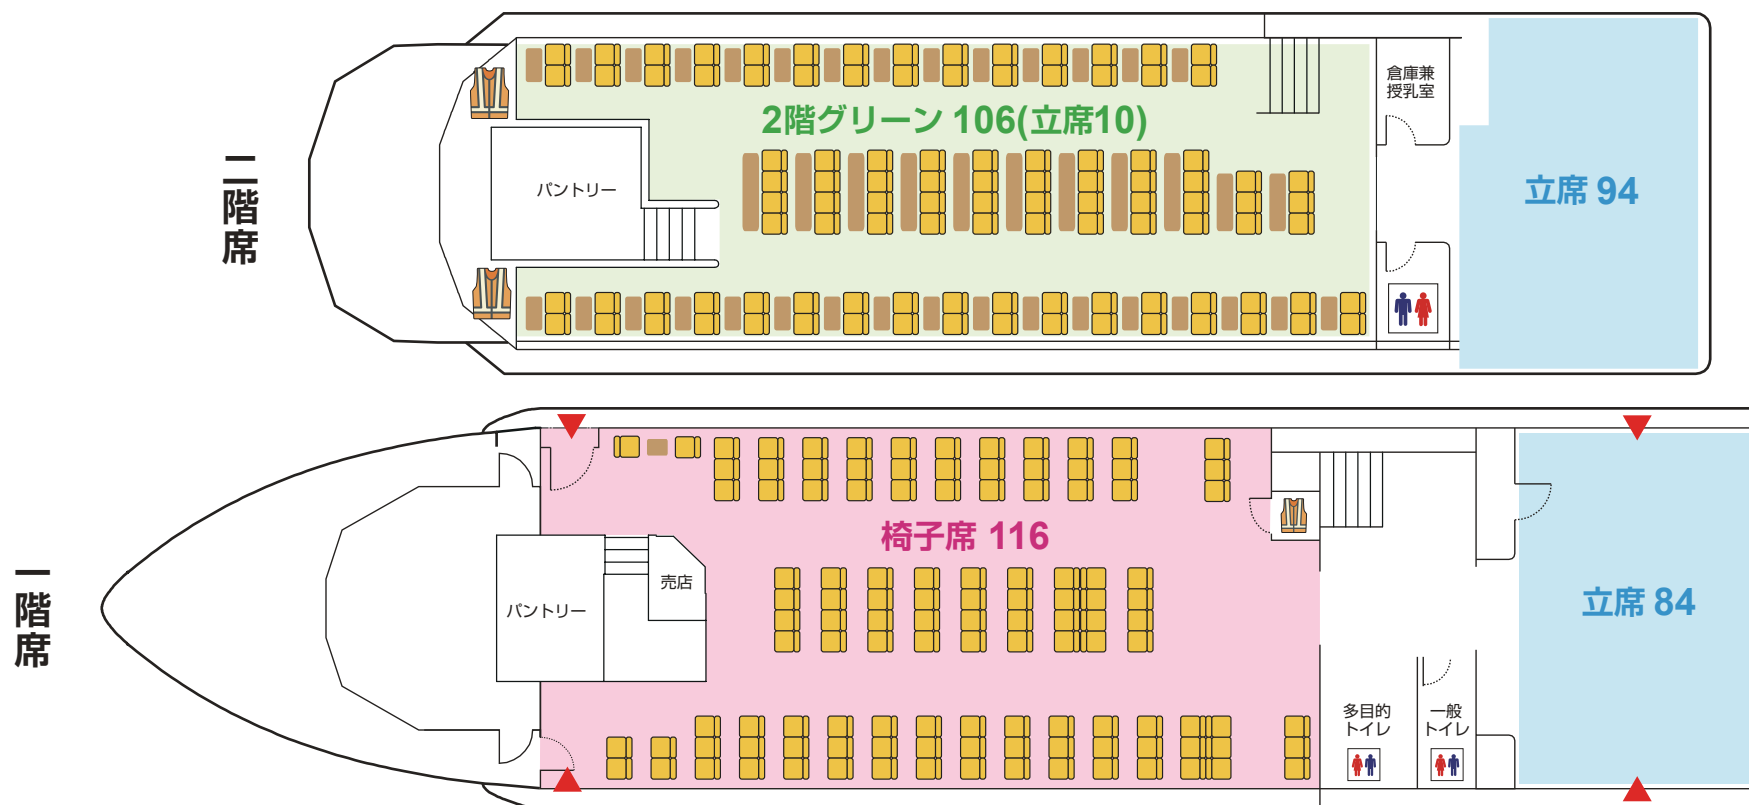 二階席
倉庫兼
授乳室
2階グリーン 106(立席10)
パントリー
立席 94
一階席
椅子席 116
売店
パントリー
立席 84
多目的
トイレ
一般
トイレ